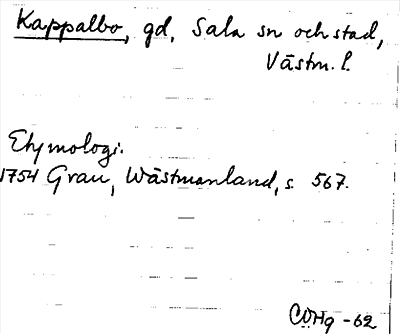 Kappalbo, gd, Sala sn och stad,
Västm. l.
Etymologi.
1754 Grau, Wästmanland, s. 567.
COHg -62